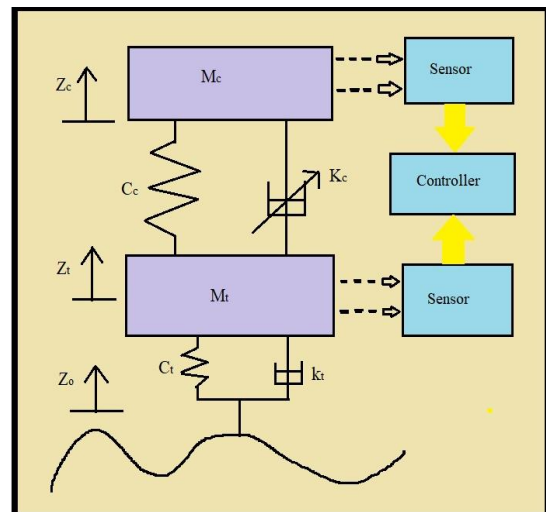 Mc
Sensor
Zc
Cc
Kc
Controller
Zt
Mt
Sensor
Ct
kt
Zo